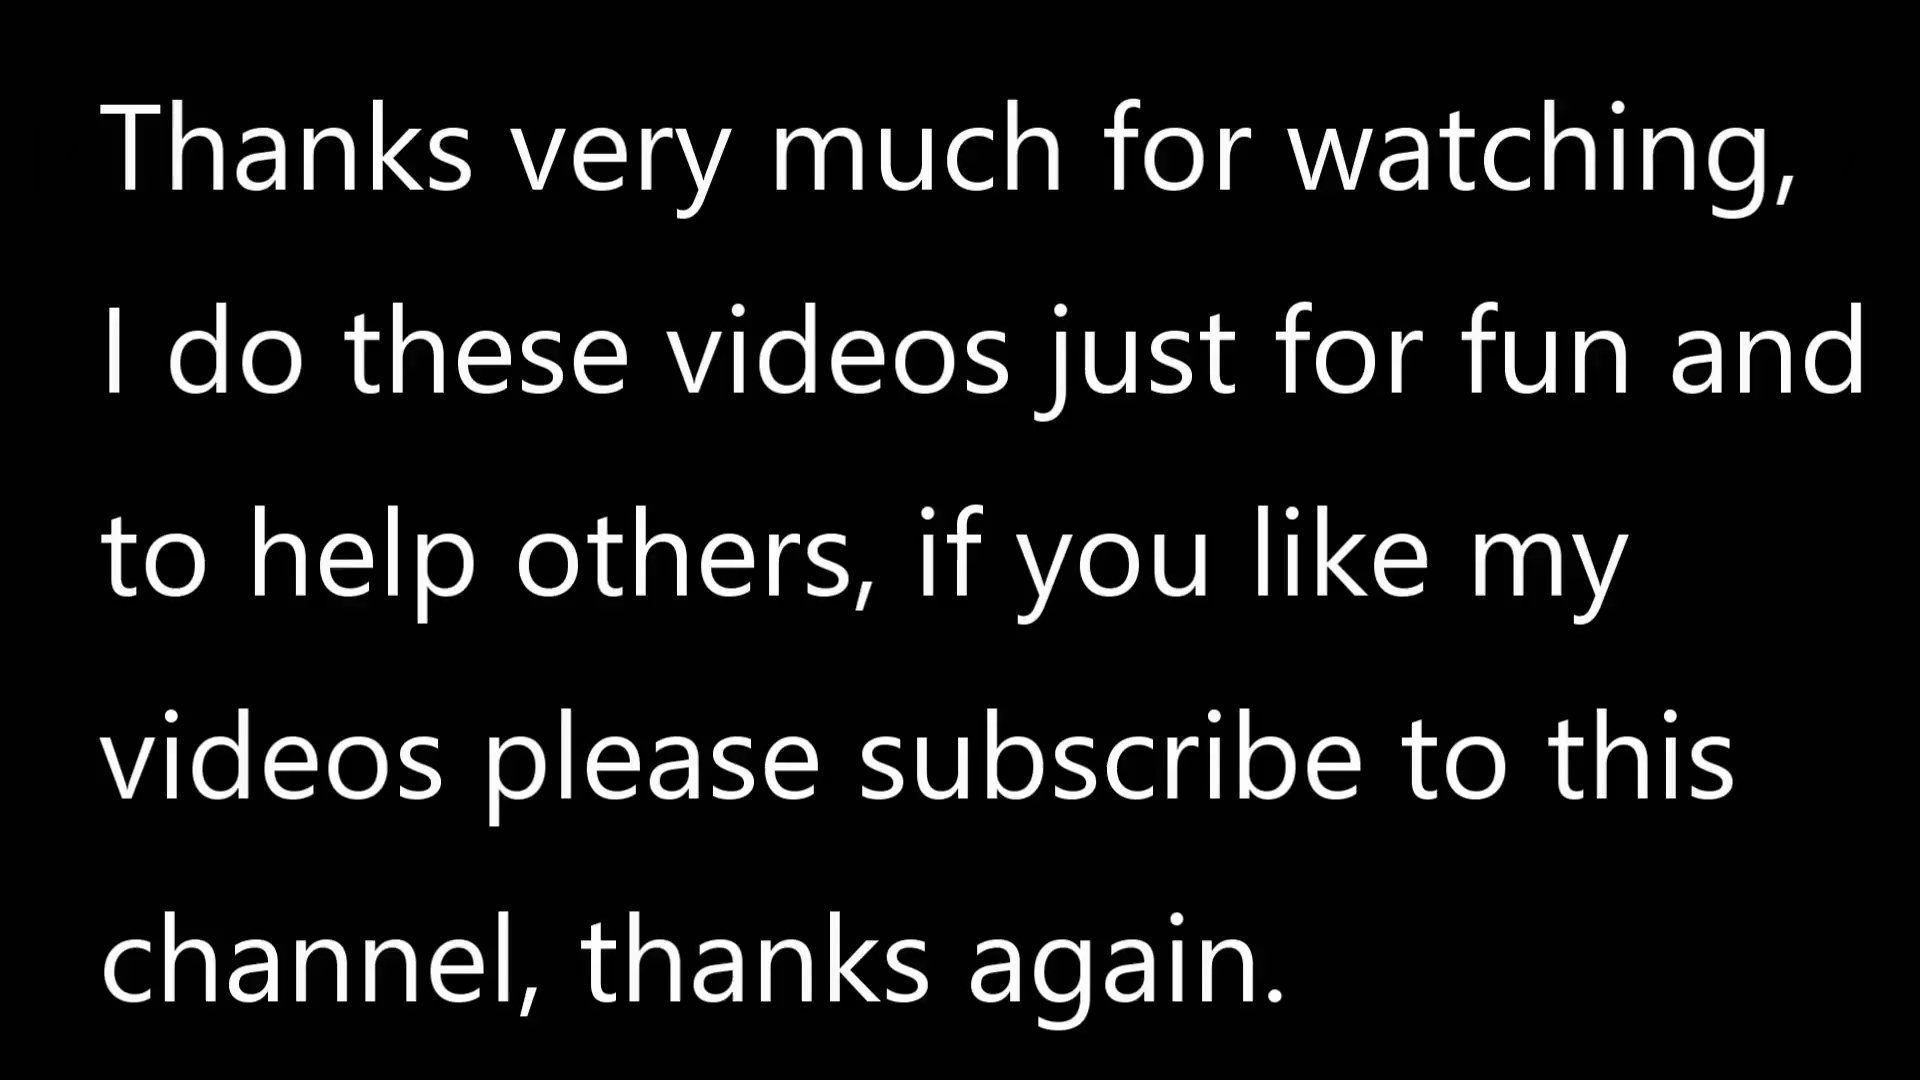 Thanks very much for watching,
I do these videos just for fun and
to help others, if you like my
videos please subscribe to this
channel, thanks again.